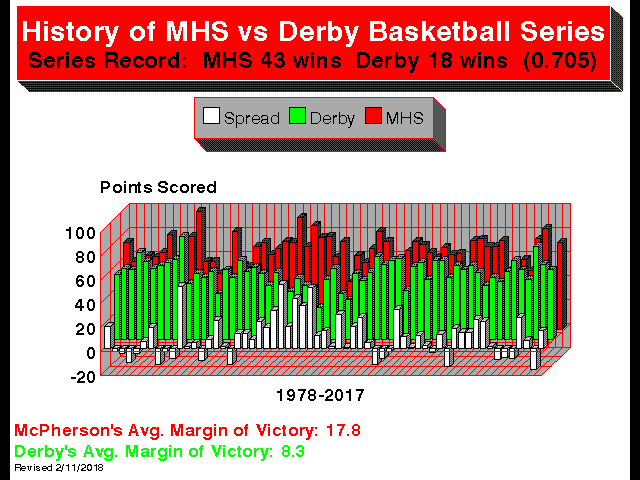 History of MHS vs Derby Basketball Series
Series Record:  MHS 43 wins  Derby 18 wins  (0.705)
Spread Derby MHS
Points Scored
100
80
60
40
20
0
-20
1978-2017
McPherson's Avg. Margin of Victory: 17.8
Derby's Avg. Margin of Victory: 8.3
Revised 2/11/2018